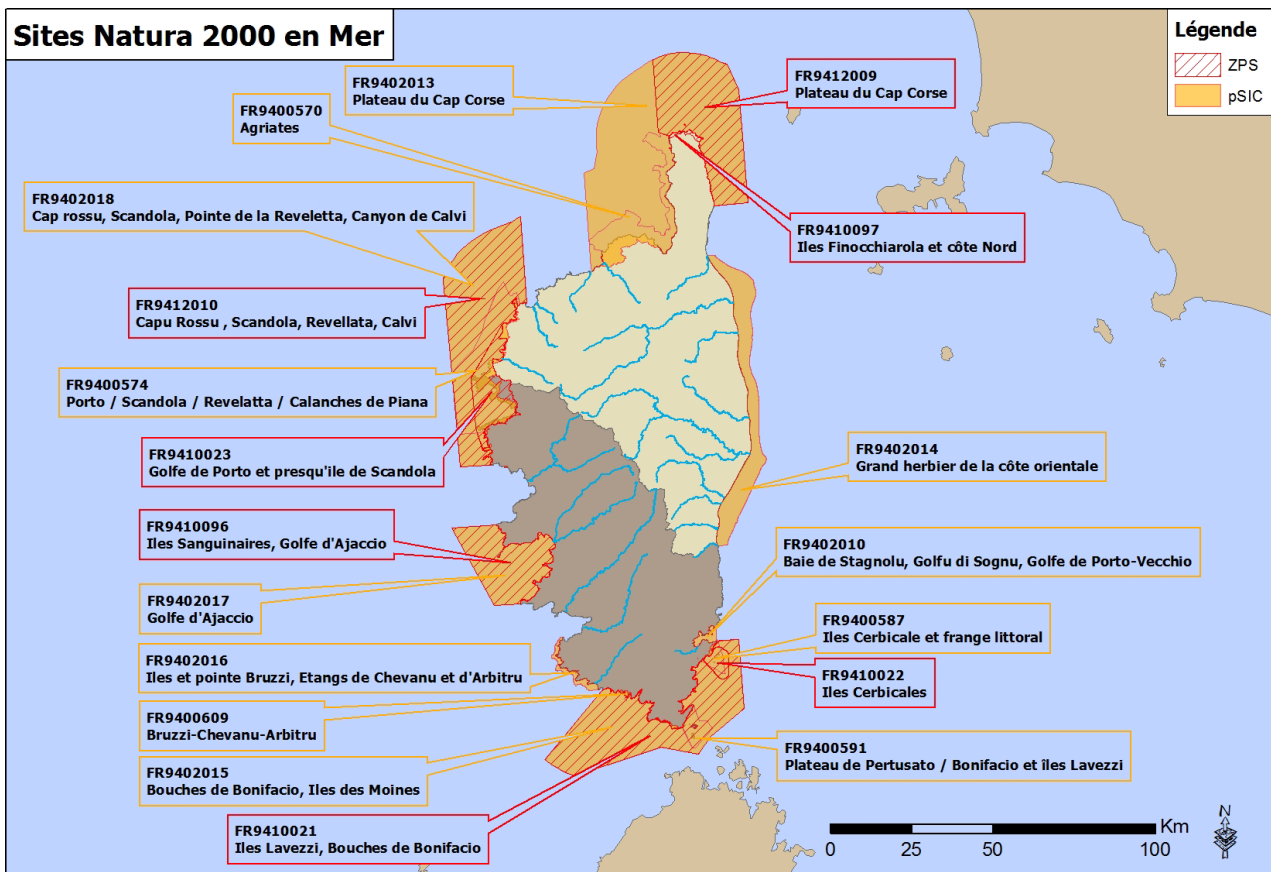 Sites Natura 2000 en Mer
Légende
ZPS
pSIC
FR9402013
Plateau du Cap Corse
FR9412009
Plateau du Cap Corse
FR9400570
Agriates
FR9402018
Cap rossu, Scandola, Pointe de la Reveletta, Canyon de Calvi
FR9410097
Iles Finocchiarola et côte Nord
FR9412010
Capu Rossu , Scandola, Revellata, Calvi
FR9400574
Porto / Scandola / Revelatta / Calanches de Piana
FR9410023
Golfe de Porto et presqu'ile de Scandola
FR9402014
Grand herbier de la côte orientale
FR9410096
Iles Sanguinaires, Golfe d'Ajaccio
FR9402010
Baie de Stagnolu, Golfu di Sognu, Golfe de Porto-Vecchio
FR9402017
Golfe d'Ajaccio
FR9400587
Iles Cerbicale et frange littoral
FR9402016
Iles et pointe Bruzzi, Etangs de Chevanu et d'Arbitru
FR9410022
Iles Cerbicales
FR9400609
Bruzzi-Chevanu-Arbitru
FR9400591
Plateau de Pertusato / Bonifacio et îles Lavezzi
FR9402015
Bouches de Bonifacio, Iles des Moines
FR9410021
Iles Lavezzi, Bouches de Bonifacio
Km
0 25 50 100
N